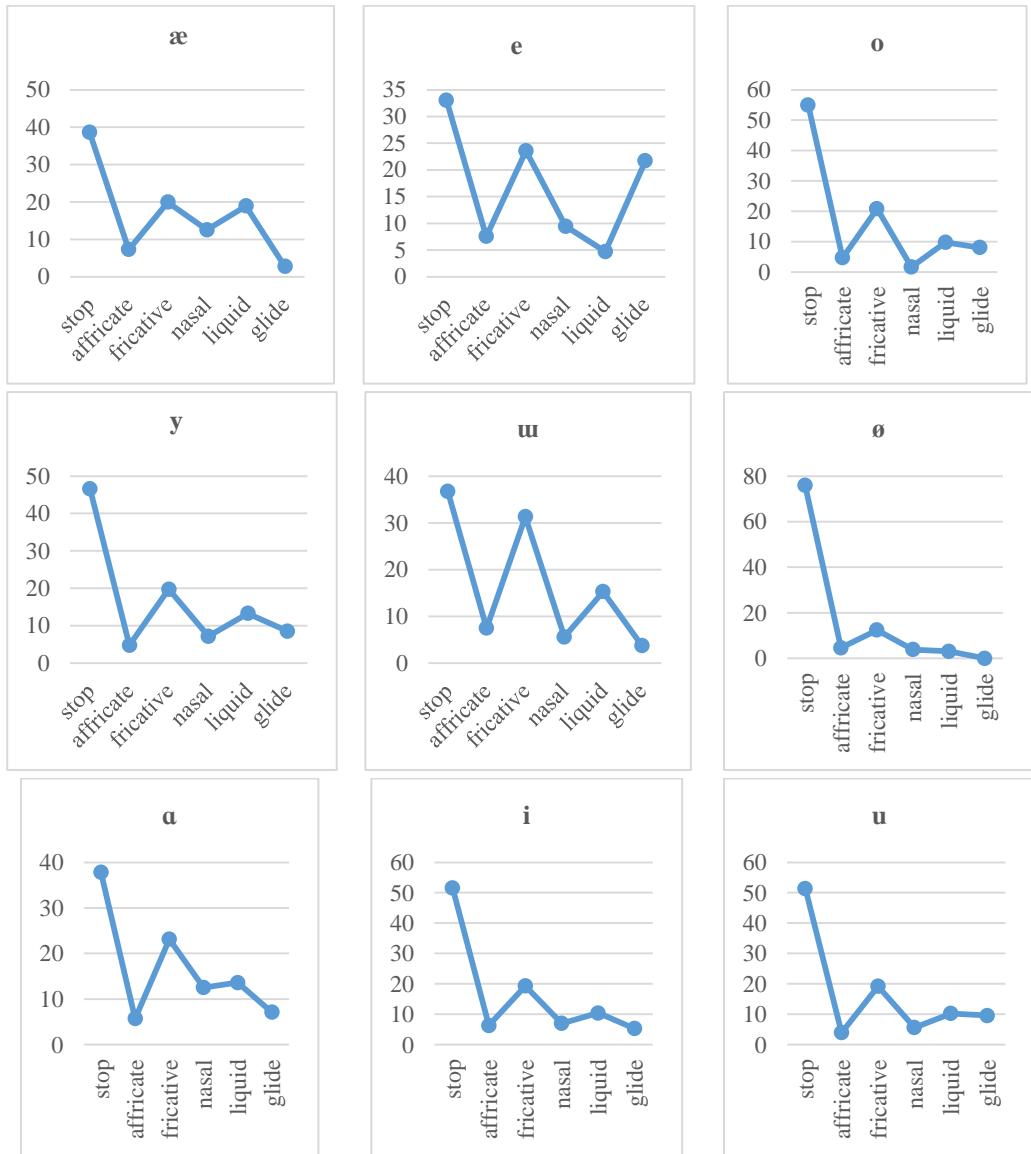 æ
50
40
30
20
10
0
stop
affricate
fricative
nasal
liquid
glide
e
35
30
25
20
15
10
5
0
stop
affricate
fricative
nasal
liquid
glide
o
60
50
40
30
20
10
0
stop
affricate
fricative
nasal
liquid
glide
y
50
40
30
20
10
0
stop
affricate
fricative
nasal
liquid
glide
ɯ
40
30
20
10
0
stop
affricate
fricative
nasal
liquid
glide
ø
80
60
40
20
0
stop
affricate
fricative
nasal
liquid
glide
ɑ
40
30
20
10
0
stop
affricate
fricative
nasal
liquid
glide
i
60
50
40
30
20
10
0
stop
affricate
fricative
nasal
liquid
glide
u
60
50
40
30
20
10
0
stop
affricate
fricative
nasal
liquid
glide